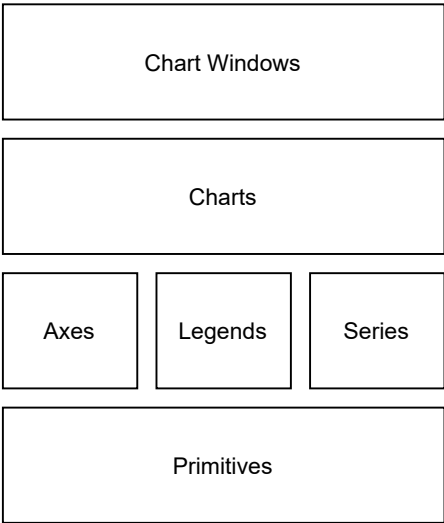 Chart Windows
Charts
Axes
Legends
Series
Primitives